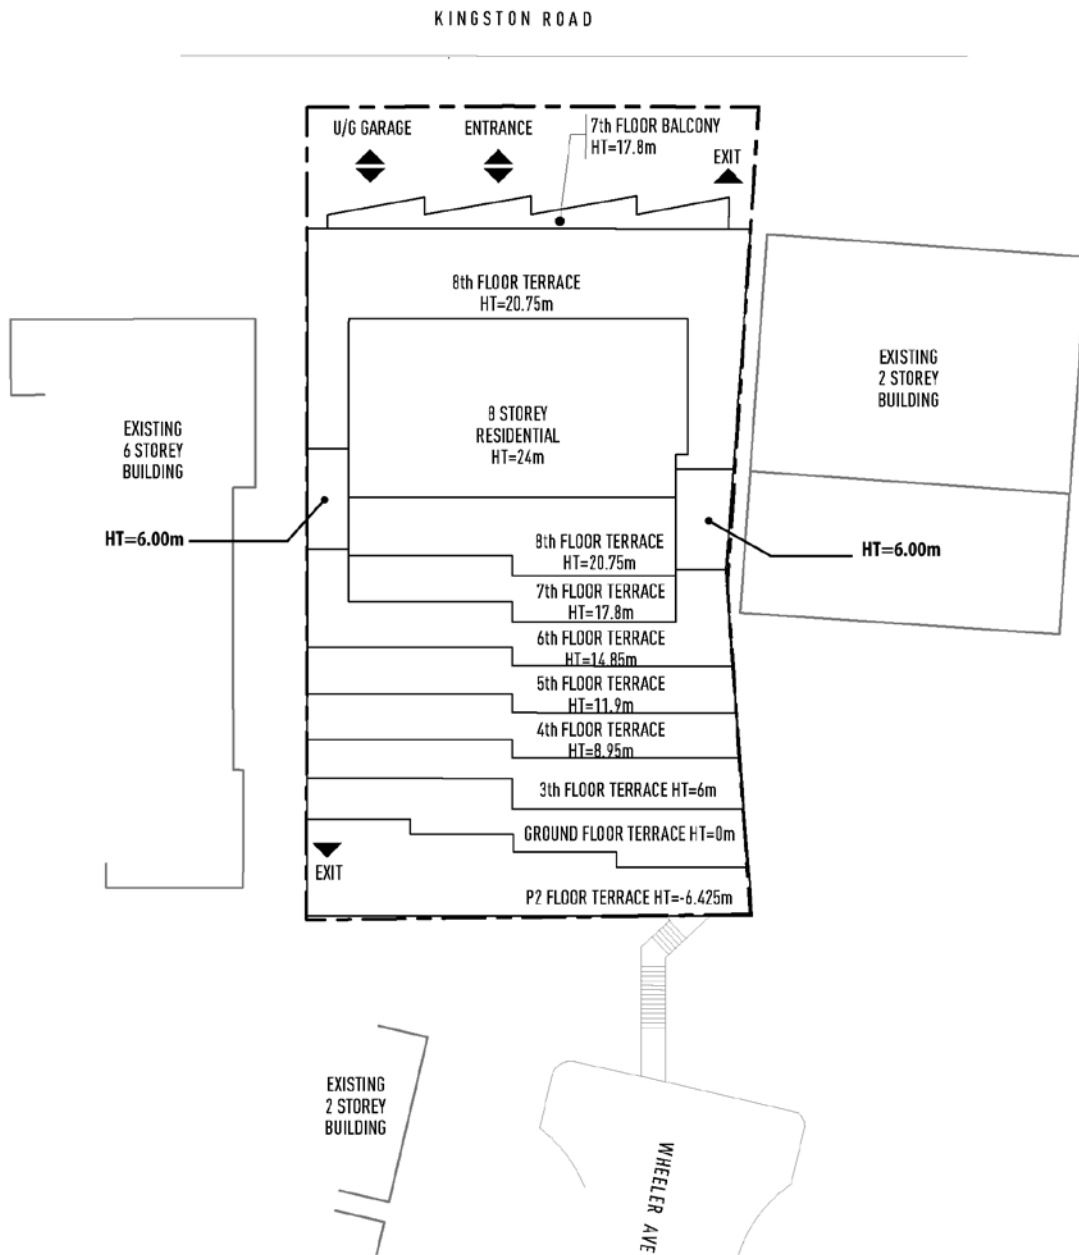 KINGSTON ROAD
U/G GARAGE
ENTRANCE
7th FLOOR BALCONY
HT=17.8m
EXIT
8th FLOOR TERRACE
HT=20.75m
EXISTING
2 STOREY
BUILDING
8 STOREY
RESIDENTIAL
HT=24m
EXISTING
6 STOREY
BUILDING
HT=6.00m
8th FLOOR TERRACE
HT=20.75m
HT=6.00m
7th FLOOR TERRACE
HT=17.8m
6th FLOOR TERRACE
HT=14.85m
5th FLOOR TERRACE
HT=11.9m
4th FLOOR TERRACE
HT=8.95m
3th FLOOR TERRACE HT=6m
GROUND FLOOR TERRACE HT=0m
EXIT
P2 FLOOR TERRACE HT=-6.425m
EXISTING
2 STOREY
BUILDING
WHEELER AVE